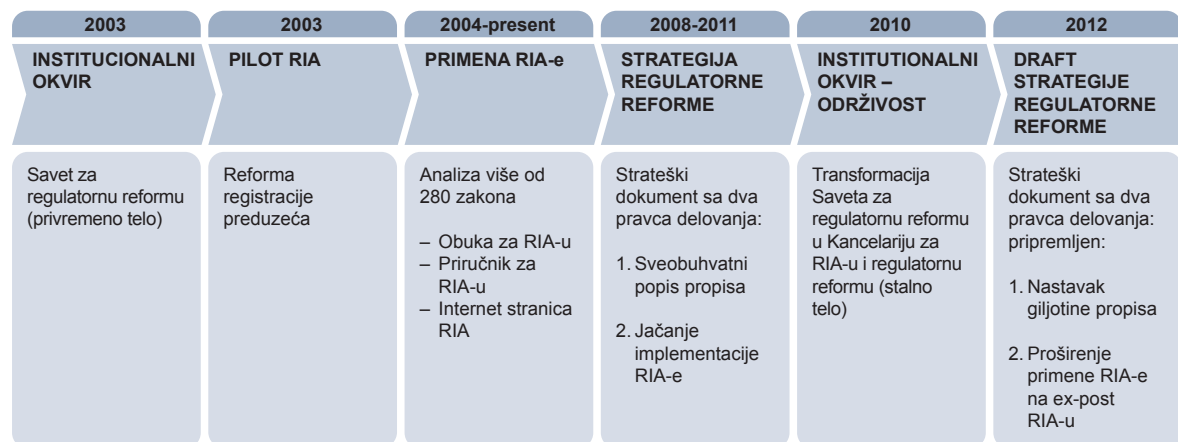 2003
INSTITUCIONALNI
OKVIR
Savet za
regulatornu reformu
(privremeno telo)
2003
PILOT RIA
Reforma
registracije
preduzeća
2004-present
PRIMENA RIA-e
Analiza više od
280 zakona
– Obuka za RIA-u
– Priručnik za
RIA-u
– Internet stranica
RIA
2008-2011
STRATEGIJA
REGULATORNE
REFORME
Strateški
dokument sa dva
pravca delovanja:
1. Sveobuhvatni
popis propisa
2. Jačanje
implementacije
RIA-e
2010
INSTITUTIONALNI
OKVIR –
ODRŽIVOST
Transformacija
Saveta za
regulatornu reformu
u Kancelariju za
RIA-u i regulatornu
reformu (stalno
telo)
2012
DRAFT
STRATEGIJE
REGULATORNE
REFORME
Strateški
dokument sa dva
pravca delovanja:
pripremljen:
1. Nastavak
giljotine propisa
2. Proširenje
primene RIA-e
na ex-post
RIA-u